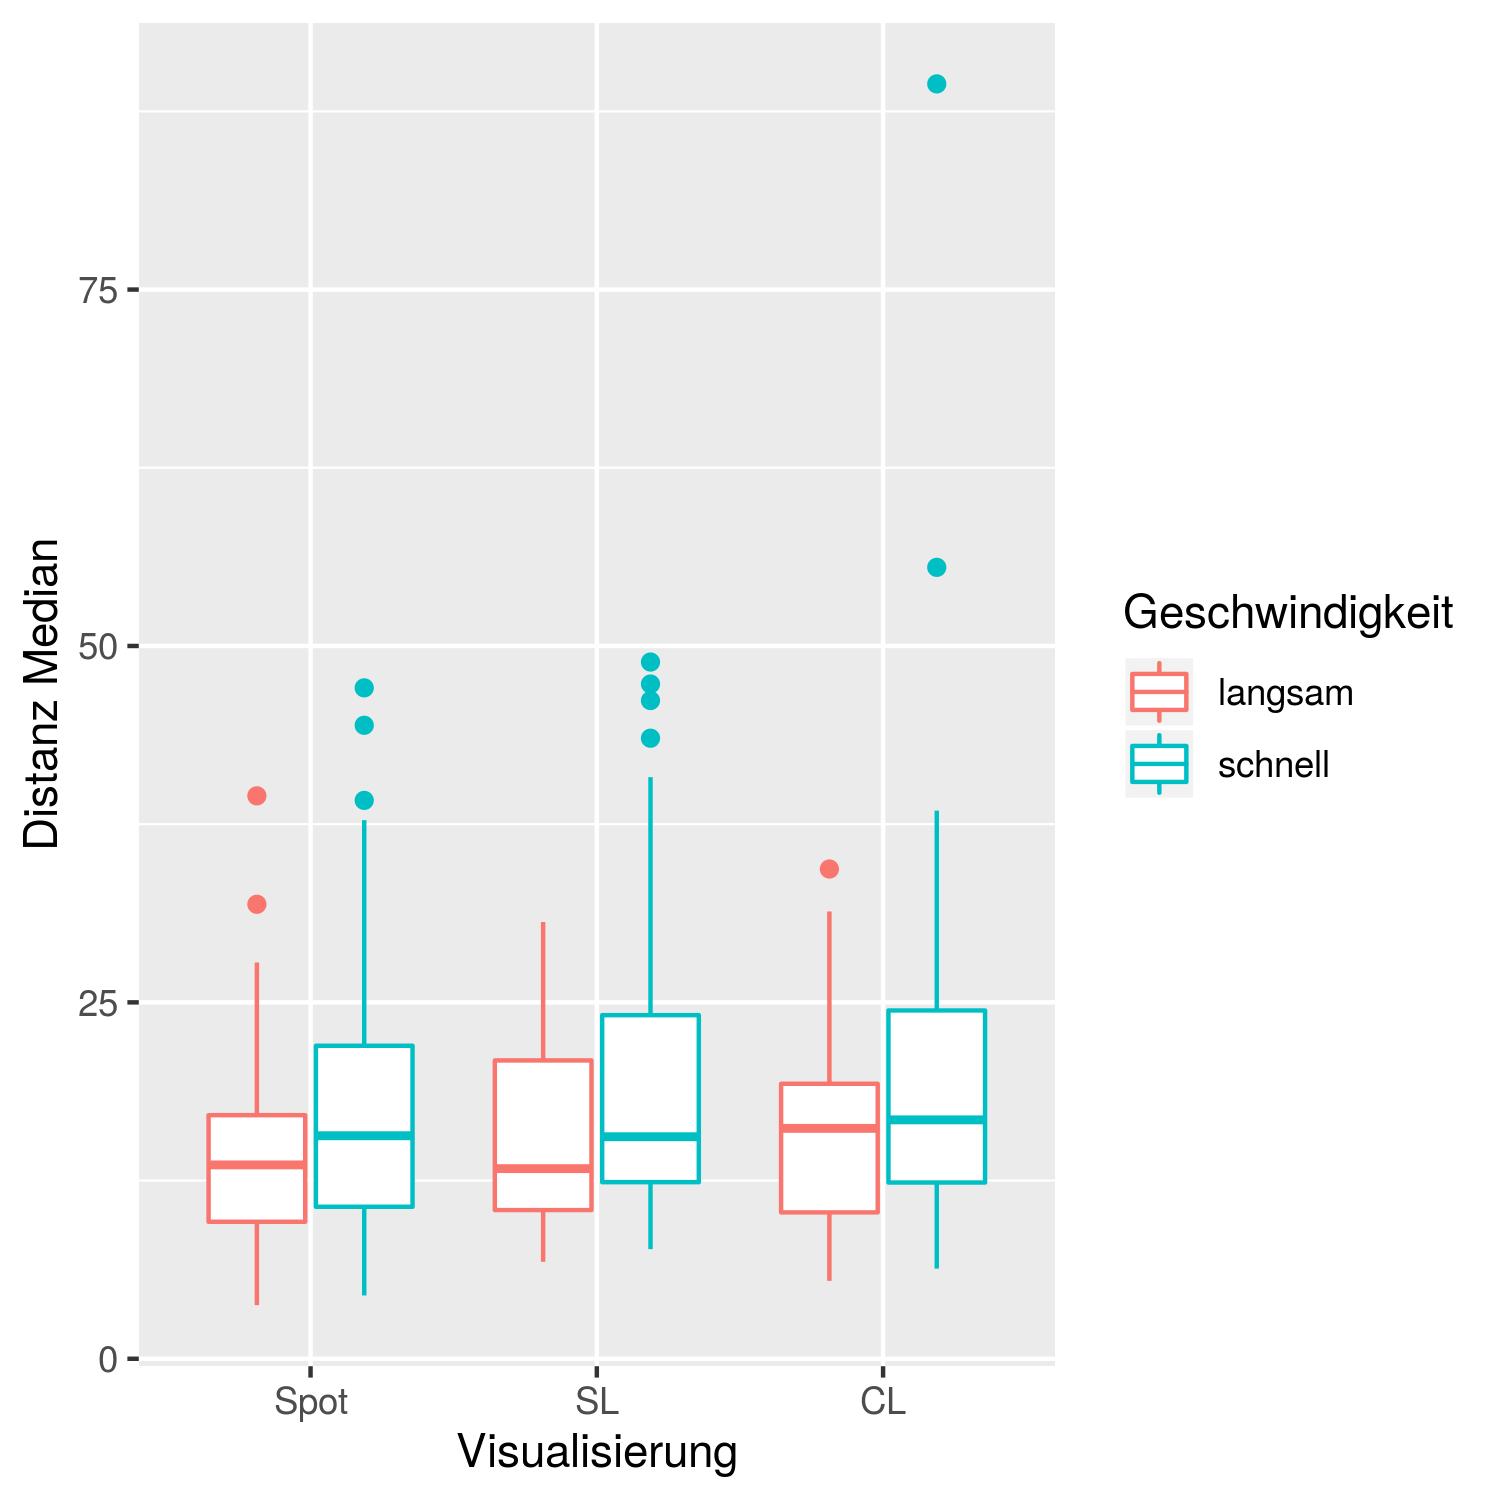 Distanz Median
75
50
25
0
Spot SL CL
Visualisierung
Geschwindigkeit
langsam
schnell